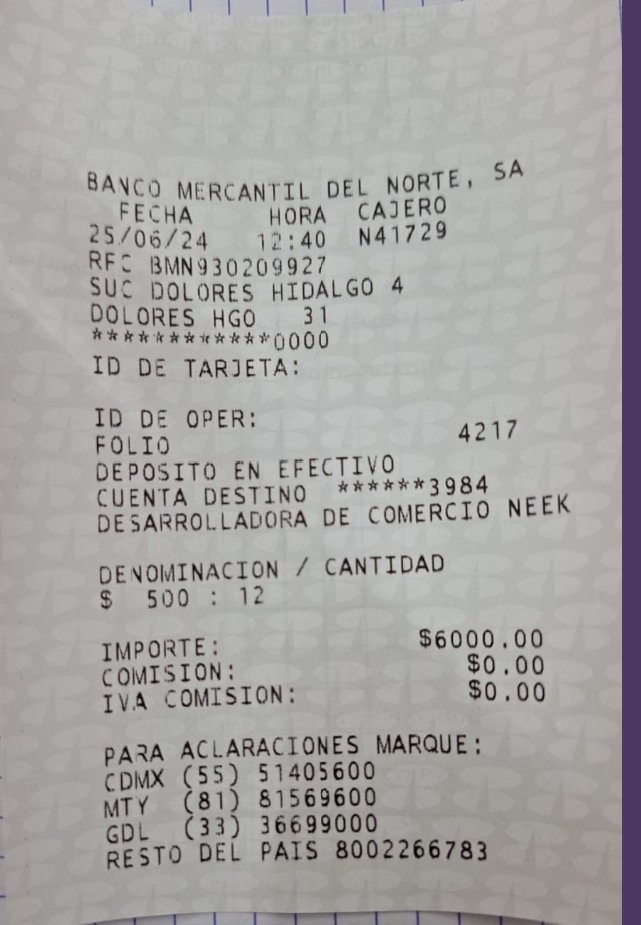 BANCO MERCANTIL DEL NORTE, SA
FECHA HORA CAJERO
25/06/24 12:40 N41729
RFC BMN930209927
SUC DOLORES HIDALGO 4
DOLORES HGO 31
************0000
ID DE TARJETA:
ID DE OPER:
FOLIO 4217
DEPOSITO EN EFECTIVO
CUENTA DESTINO ******3984
DESARROLLADORA DE COMERCIO NEEK
DENOMINACION / CANTIDAD
$ 500 : 12
IMPORTE: $6000.00
COMISION: $0.00
IVA COMISION: $0.00
PARA ACLARACIONES MARQUE:
CDMX (55) 51405600
MTY (81) 81569600
GDL (33) 36699000
RESTO DEL PAIS 8002266783